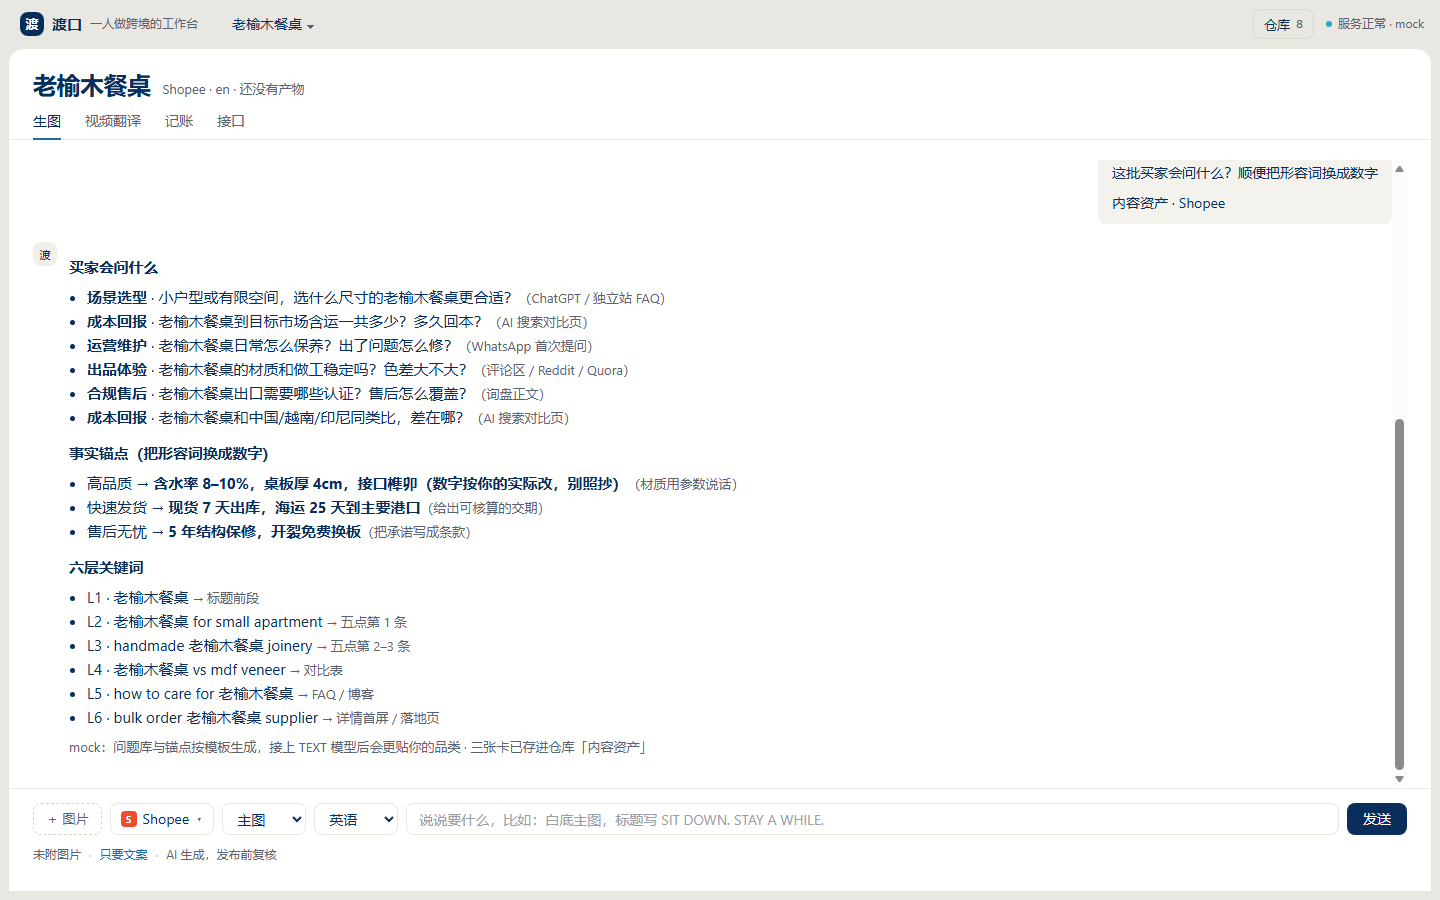 渡 渡口 一人做跨境的工作台 老榆木餐桌 仓库 8 服务正常 · mock
老榆木餐桌 Shopee · en · 还没有产物
生图 视频翻译 记账 接口
这批买家会问什么？顺便把形容词换成数字
内容资产 · Shopee
渡
买家会问什么
场景选型 · 小户型或有限空间，选什么尺寸的老榆木餐桌更合适？（ChatGPT / 独立站 FAQ）
成本回报 · 老榆木餐桌到目标市场含运一共多少？多久回本？（AI 搜索对比页）
运营维护 · 老榆木餐桌日常怎么保养？出了问题怎么修？（WhatsApp 首次提问）
出品体验 · 老榆木餐桌的材质和做工稳定吗？色差大不大？（评论区 / Reddit / Quora）
合规售后 · 老榆木餐桌出口需要哪些认证？售后怎么覆盖？（询盘正文）
成本回报 · 老榆木餐桌和中国/越南/印尼同类比，差在哪？（AI 搜索对比页）
事实锚点（把形容词换成数字）
高品质 → 含水率 8–10%，桌板厚 4cm，接口榫卯（数字按你的实际改，别照抄）（材质用参数说话）
快速发货 → 现货 7 天出库，海运 25 天到主要港口（给出可核算的交期）
售后无忧 → 5 年结构保修，开裂免费换板（把承诺写成条款）
六层关键词
L1 · 老榆木餐桌 → 标题前段
L2 · 老榆木餐桌 for small apartment → 五点第 1 条
L3 · handmade 老榆木餐桌 joinery → 五点第 2–3 条
L4 · 老榆木餐桌 vs mdf veneer → 对比表
L5 · how to care for 老榆木餐桌 → FAQ / 博客
L6 · bulk order 老榆木餐桌 supplier → 详情首屏 / 落地页
mock：问题库与锚点按模板生成，接上 TEXT 模型后会更贴你的品类 · 三张卡已存进仓库「内容资产」
+ 图片 S Shopee 主图 英语 说说要什么，比如：白底主图，标题写 SIT DOWN. STAY A WHILE. 发送
未附图片 · 只要文案 · AI 生成，发布前复核